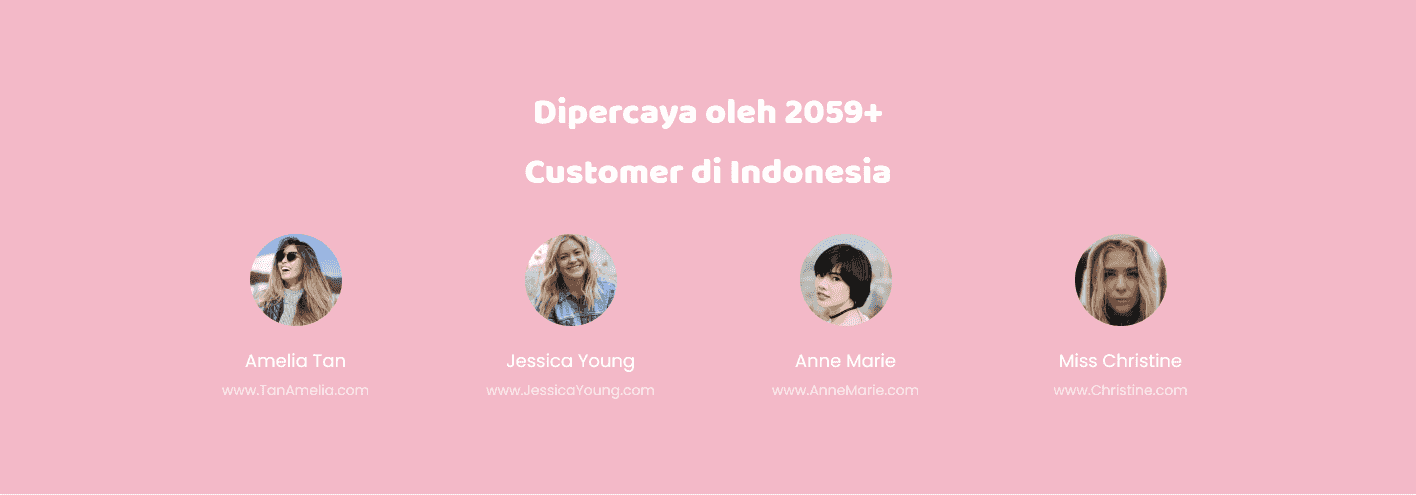 Dipercaya oleh 2059+
Customer di Indonesia
Amelia Tan
www.TanAmelia.com
Jessica Young
www.JessicaYoung.com
Anne Marie
www.AnneMarie.com
Miss Christine
www.Christine.com